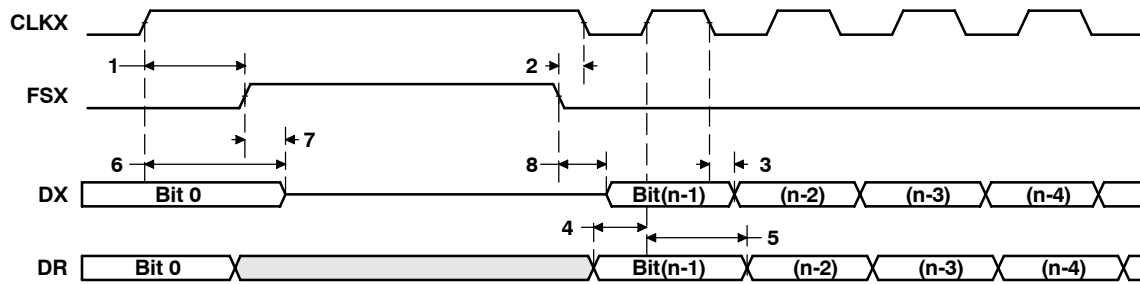 CLKX
1
2
FSX
7
6
8
3
DX
Bit 0
Bit(n-1)
(n-2)
(n-3)
(n-4)
4
5
DR
Bit 0
Bit(n-1)
(n-2)
(n-3)
(n-4)